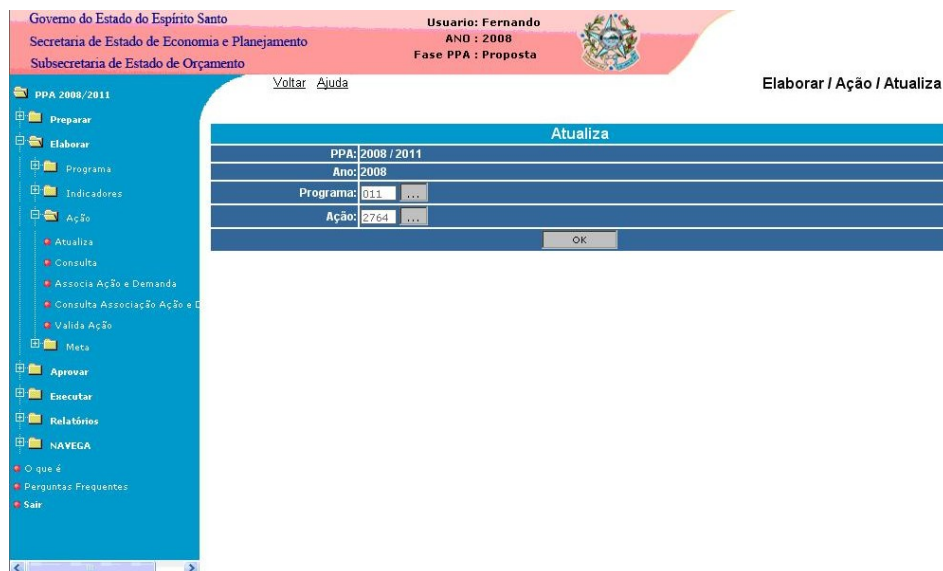 Governo do Estado do Espírito Santo
Secretaria de Estado de Economia e Planejamento
Subsecretaria de Estado de Orçamento
Usuario: Fernando
ANO : 2008
Fase PPA : Proposta
Voltar Ajuda
Elaborar / Ação / Atualiza
PPA 2008/2011
Preparar
Elaborar
Programa
Indicadores
Ação
Atualiza
Consulta
Associa Ação e Demanda
Consulta Associação Ação e D
Valida Ação
Meta
Aprovar
Executar
Relatórios
NAVEGA
O que é
Perguntas Frequentes
Sair
Atualiza
PPA: 2008 / 2011
Ano: 2008
Programa: 011 ...
Ação: 2764 ...
OK